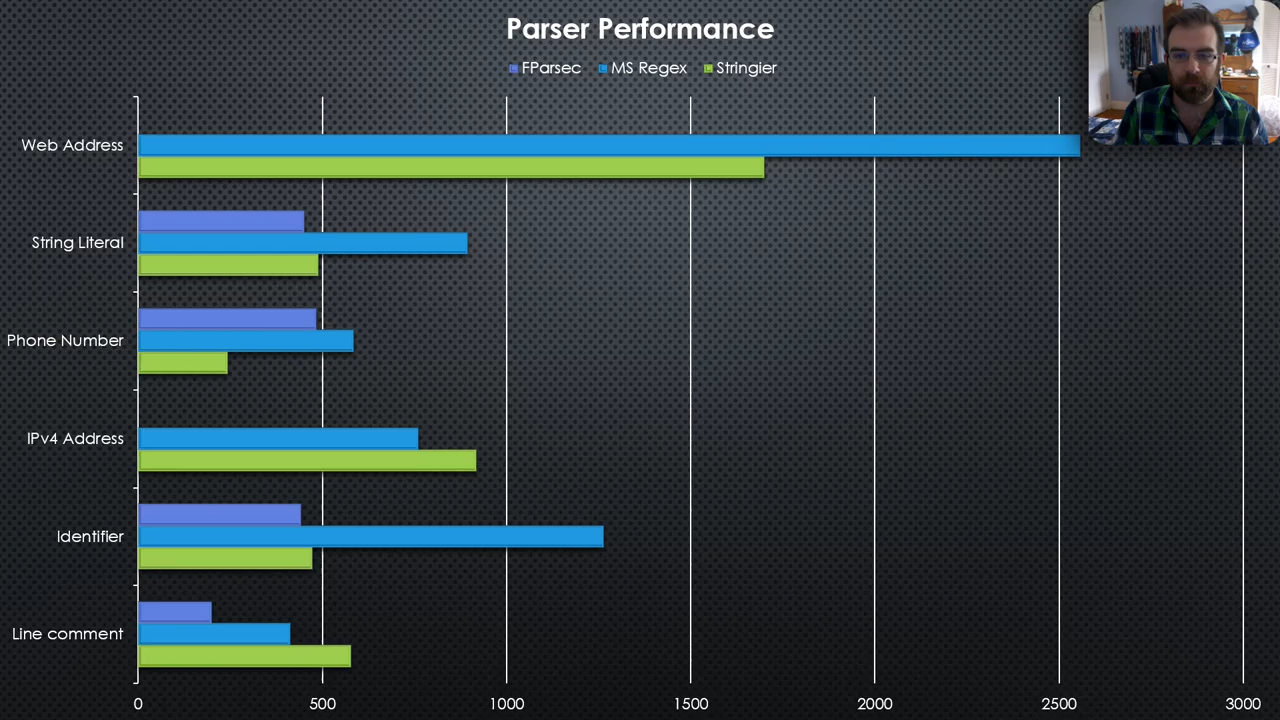 Parser Performance
FParsec MS Regex Stringier
Web Address
String Literal
Phone Number
IPv4 Address
Identifier
Line comment
0 500 1000 1500 2000 2500 3000